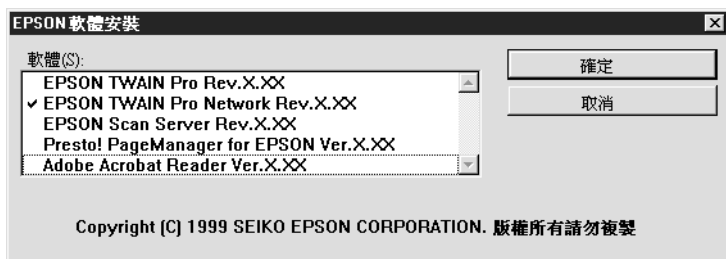 EPSON 軟體安裝
軟體(S):
EPSON TWAIN Pro Rev.X.XX
EPSON TWAIN Pro Network Rev.X.XX
EPSON Scan Server Rev.X.XX
Presto! PageManager for EPSON Ver.X.XX
Adobe Acrobat Reader Ver.X.XX
確定
取消
Copyright (C) 1999 SEIKO EPSON CORPORATION. 版權所有請勿複製